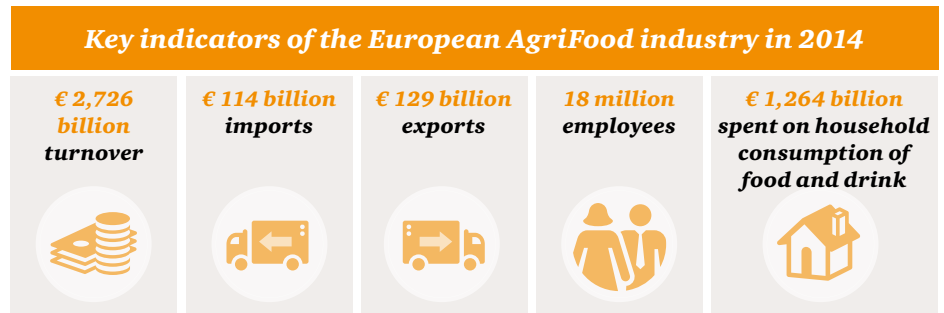 Key indicators of the European AgriFood industry in 2014
€ 2,726
billion
turnover
€ 114 billion
imports
€ 129 billion
exports
18 million
employees
€ 1,264 billion
spent on household
consumption of
food and drink